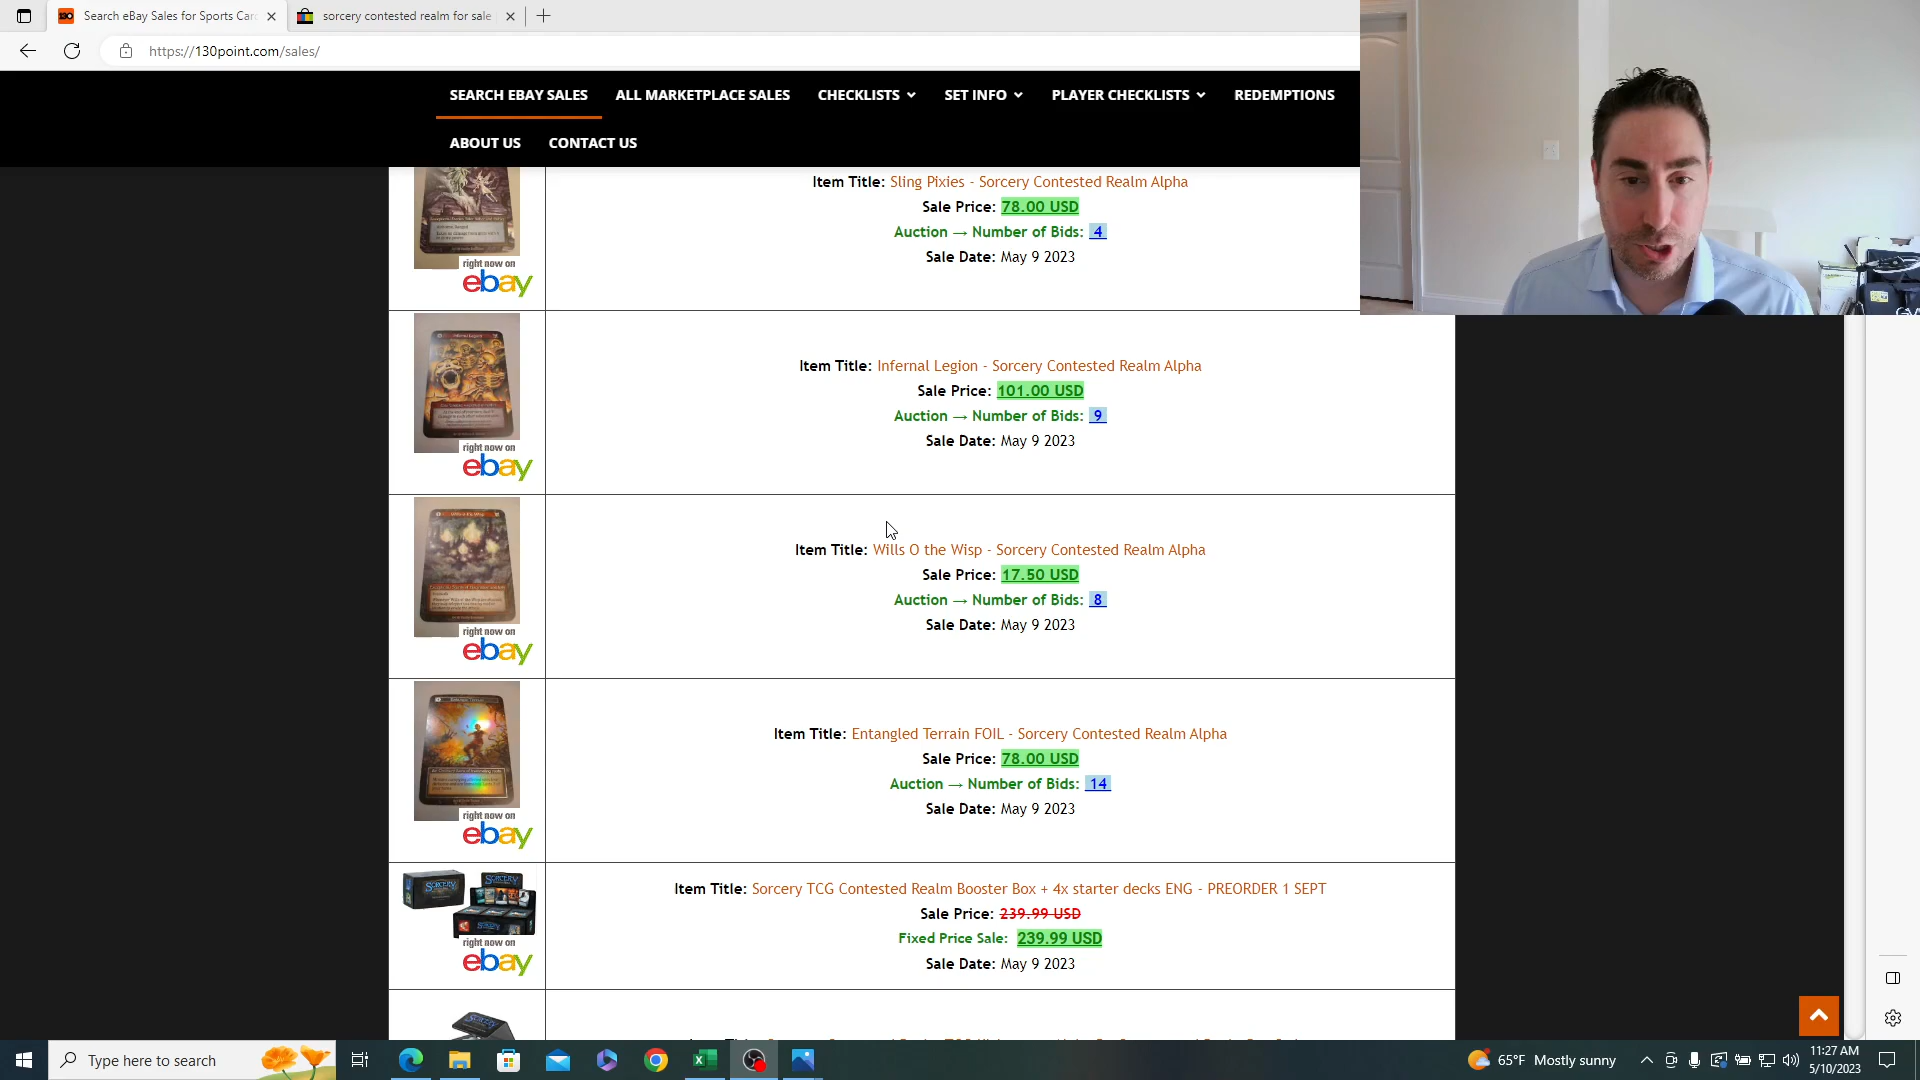 Search eBay Sales for Sports Car
sorcery contested realm for sale
https://130point.com/sales/
SEARCH EBAY SALES
ALL MARKETPLACE SALES
CHECKLISTS
SET INFO
PLAYER CHECKLISTS
REDEMPTIONS
ABOUT US
CONTACT US
Item Title: Sling Pixies - Sorcery Contested Realm Alpha
Sale Price: 78.00 USD
Auction → Number of Bids: 4
Sale Date: May 9 2023
right now on
ebay
Item Title: Infernal Legion - Sorcery Contested Realm Alpha
Sale Price: 101.00 USD
Auction → Number of Bids: 9
Sale Date: May 9 2023
right now on
ebay
Item Title: Wills O the Wisp - Sorcery Contested Realm Alpha
Sale Price: 17.50 USD
Auction → Number of Bids: 8
Sale Date: May 9 2023
right now on
ebay
Item Title: Entangled Terrain FOIL - Sorcery Contested Realm Alpha
Sale Price: 78.00 USD
Auction → Number of Bids: 14
Sale Date: May 9 2023
right now on
ebay
SORCERY
SORCERY
Item Title: Sorcery TCG Contested Realm Booster Box + 4x starter decks ENG - PREORDER 1 SEPT
Sale Price: 239.99 USD
Fixed Price Sale: 239.99 USD
Sale Date: May 9 2023
right now on
ebay
Type here to search
65°F Mostly sunny
11:27 AM
5/10/2023